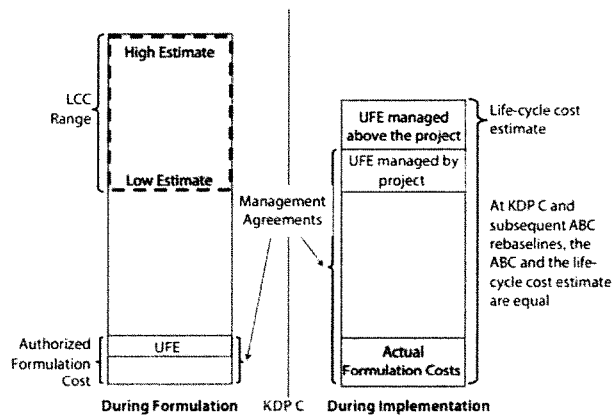 High Estimate
LCC
Range
Low Estimate
Authorized
Formulation
Cost
UFE
During Formulation
Management
Agreements
KDP C
UFE managed
above the project
UFE managed by
project
Actual
Formulation Costs
During Implementation
Life-cycle cost
estimate
At KDP C and
subsequent ABC
rebaselines, the
ABC and the life-
cycle cost estimate
are equal